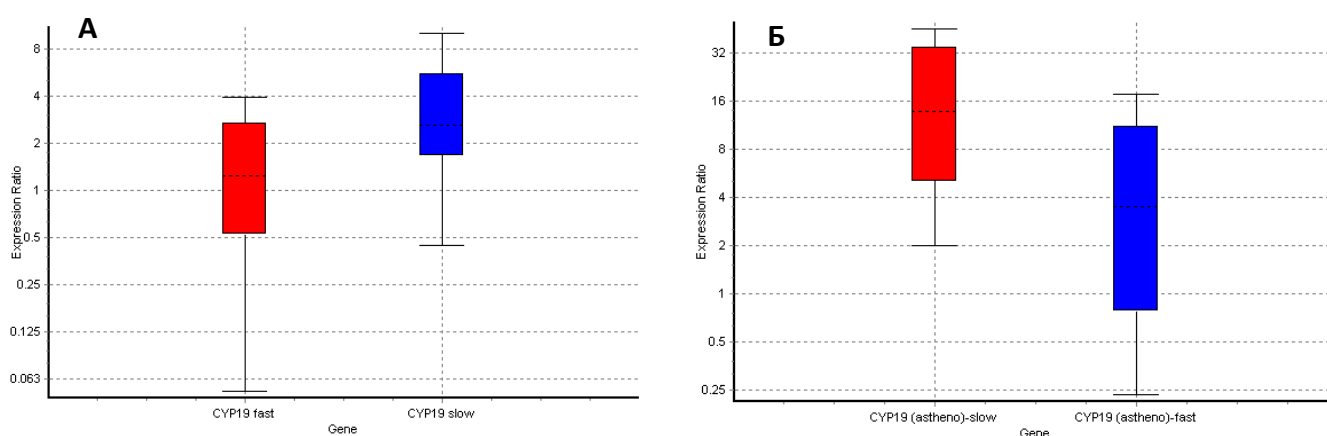 А
8
4
2
1
0.5
0.25
0.125
0.063
Expression Ratio
CYP19 fast
CYP19 slow
Gene
Б
32
16
8
4
2
1
0.5
0.25
Expression Ratio
CYP19 (astheno)-slow
CYP19 (astheno)-fast
Gene